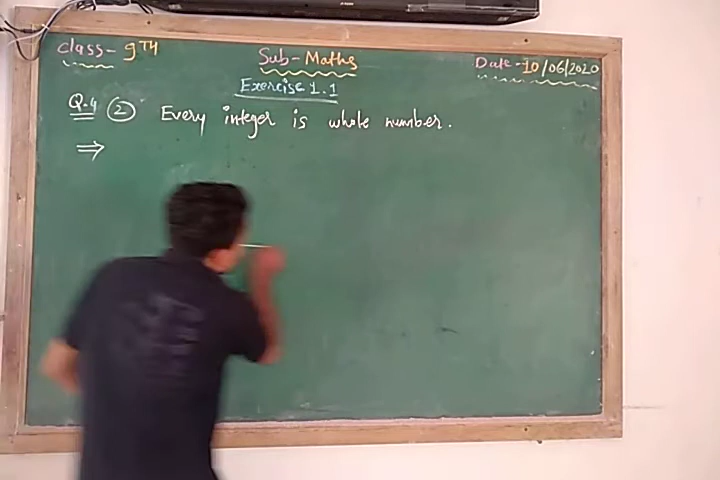 Class- 9TH Sub-Maths Date-10/06/2020
Exercise 1.1
Q.4 ② Every integer is whole number.
⇒